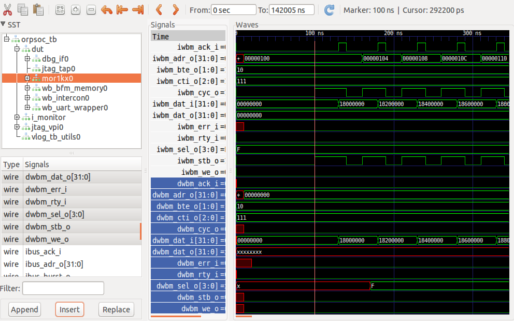 From: 0 sec To: 142005 ns Marker: 100 ns | Cursor: 292200 ps
SST
orpsoc_tb
dut
dbg_if0
jtag_tap0
mor1kx0
wb_bfm_memory0
wb_intercon0
wb_uart_wrapper0
i_monitor
jtag_vpi0
vlog_tb_utils0
Type Signals
wire dwbm_dat_o[31:0]
wire dwbm_err_i
wire dwbm_rty_i
wire dwbm_sel_o[3:0]
wire dwbm_stb_o
wire dwbm_we_o
wire ibus_ack_i
wire ibus_adr_o[31:0]
wire ibus_burst_o
Filter:
Append Insert Replace
Signals
Time
iwbm_ack_i =
iwbm_adr_o[31:0] =
iwbm_bte_o[1:0] =
iwbm_cti_o[2:0] =
iwbm_cyc_o =
iwbm_dat_i[31:0] =
iwbm_dat_o[31:0] =
iwbm_err_i =
iwbm_rty_i =
iwbm_sel_o[3:0] =
iwbm_stb_o =
iwbm_we_o =
dwbm_ack_i =
dwbm_adr_o[31:0] =
dwbm_bte_o[1:0] =
dwbm_cti_o[2:0] =
dwbm_cyc_o =
dwbm_dat_i[31:0] =
dwbm_dat_o[31:0] =
dwbm_err_i =
dwbm_rty_i =
dwbm_sel_o[3:0] =
dwbm_stb_o =
dwbm_we_o =
Waves
100 ns 200 ns 300 ns
+ 00000100 00000104 00000108 0000010C 00000110
10
111
00000000 18000000 18200000 18400000 18600000
00000000
F
+ 00000000
10
111
00000000 18000000 18200000 18400000 18600000
xxxxxxxx
x F